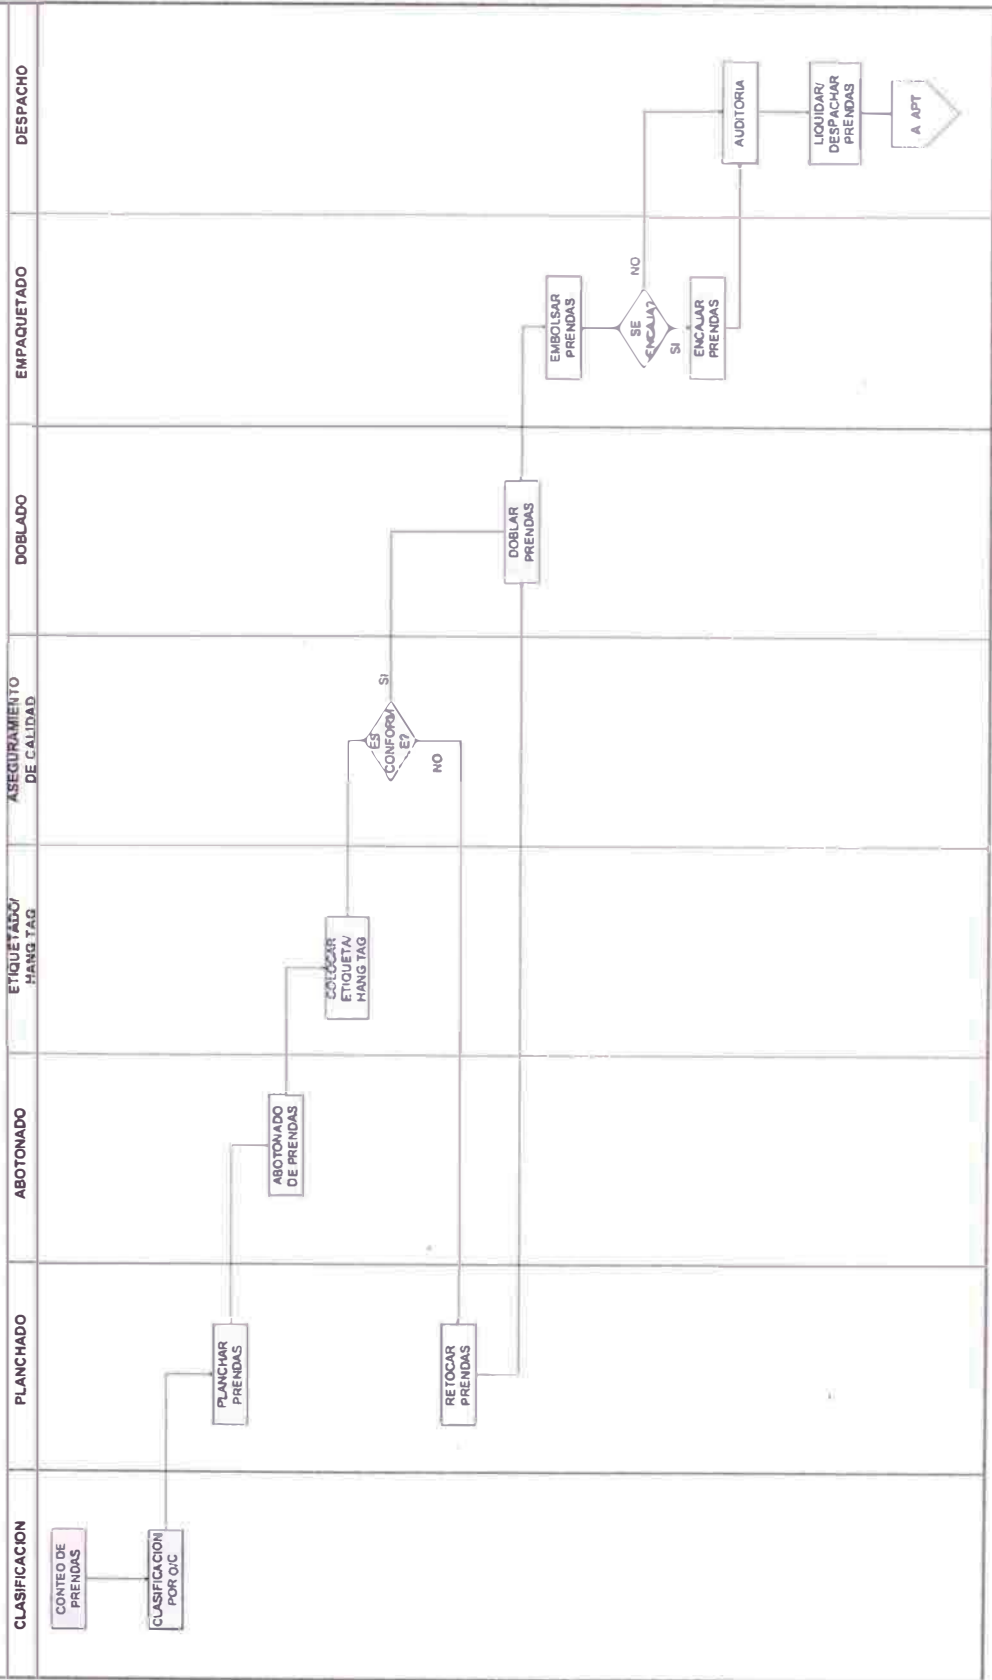 CLASIFICACION
PLANCHADO
ABOTONADO
ETIQUETADO/
HANG TAG
ASEGURAMIENTO
DE CALIDAD
DOBLADO
EMPAQUETADO
DESPACHO
CONTEO DE
PRENDAS
CLASIFICACION
POR O/C
PLANCHAR
PRENDAS
ABOTONADO
DE PRENDAS
COLOCAR
ETIQUETA/
HANG TAG
ES
CONFORM
E?
SI
NO
RETOCAR
PRENDAS
DOBLAR
PRENDAS
EMBOLSAR
PRENDAS
SE
ENCAJA?
NO
SI
ENCAJAR
PRENDAS
AUDITORIA
LIQUIDAR/
DESPACHAR
PRENDAS
A APT